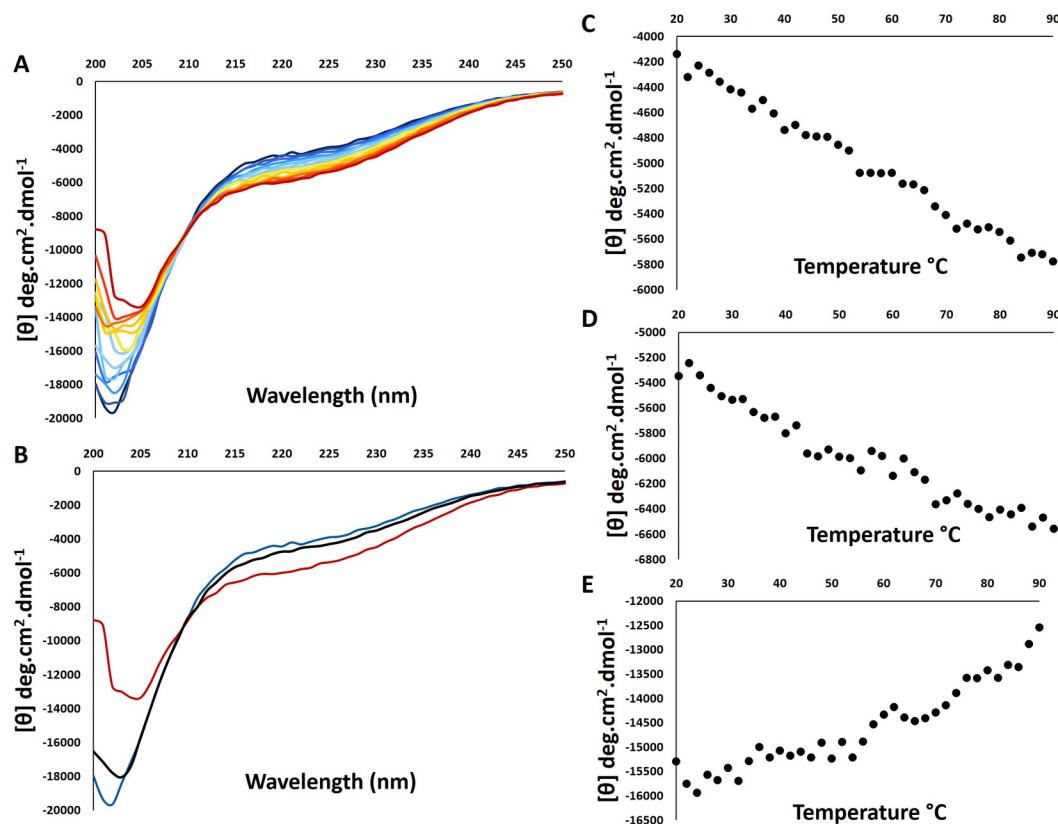 A
200 205 210 215 220 225 230 235 240 245 250
0
-2000
-4000
-6000
-8000
-10000
-12000
-14000
-16000
-18000
-20000
[θ] deg.cm².dmol⁻¹
Wavelength (nm)
B
200 205 210 215 220 225 230 235 240 245 250
0
-2000
-4000
-6000
-8000
-10000
-12000
-14000
-16000
-18000
-20000
[θ] deg.cm².dmol⁻¹
Wavelength (nm)
C
20 30 40 50 60 70 80 90
-4000
-4200
-4400
-4600
-4800
-5000
-5200
-5400
-5600
-5800
-6000
[θ] deg.cm².dmol⁻¹
Temperature °C
D
20 30 40 50 60 70 80 90
-5000
-5200
-5400
-5600
-5800
-6000
-6200
-6400
-6600
-6800
[θ] deg.cm².dmol⁻¹
Temperature °C
E
20 30 40 50 60 70 80 90
-12000
-12500
-13000
-13500
-14000
-14500
-15000
-15500
-16000
-16500
[θ] deg.cm².dmol⁻¹
Temperature °C